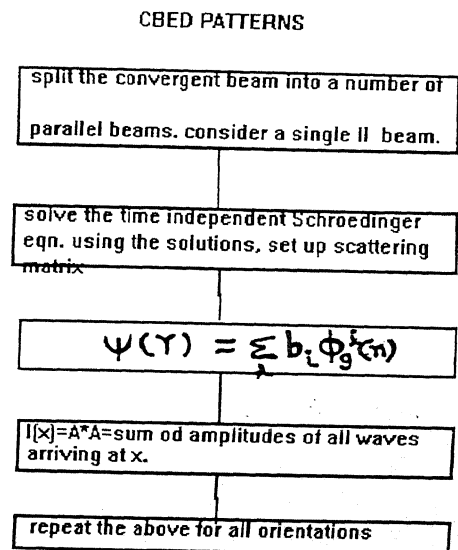 CBED PATTERNS
split the convergent beam into a number of
parallel beams. consider a single II beam.
solve the time independent Schroedinger
eqn. using the solutions, set up scattering
matrix
ψ(r) = Σ b_i φ_g^i(r)
I(x)=A*A=sum od amplitudes of all waves
arriving at x.
repeat the above for all orientations